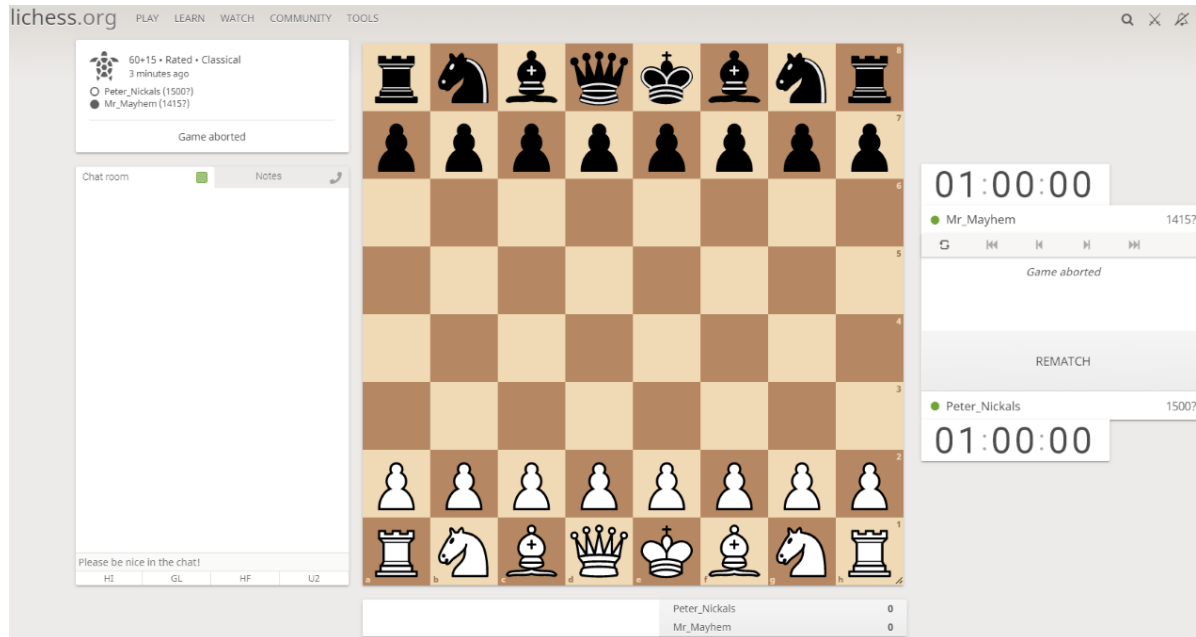 lichess.org PLAY LEARN WATCH COMMUNITY TOOLS
60+15 • Rated • Classical
3 minutes ago
Peter_Nickals (1500?)
Mr_Mayhem (1415?)
Game aborted
Chat room Notes
Please be nice in the chat!
HI GL HF U2
8
7
6
5
4
3
2
1
a b c d e f g h
01:00:00
Mr_Mayhem 1415?
Game aborted
REMATCH
Peter_Nickals 1500?
01:00:00
Peter_Nickals 0
Mr_Mayhem 0